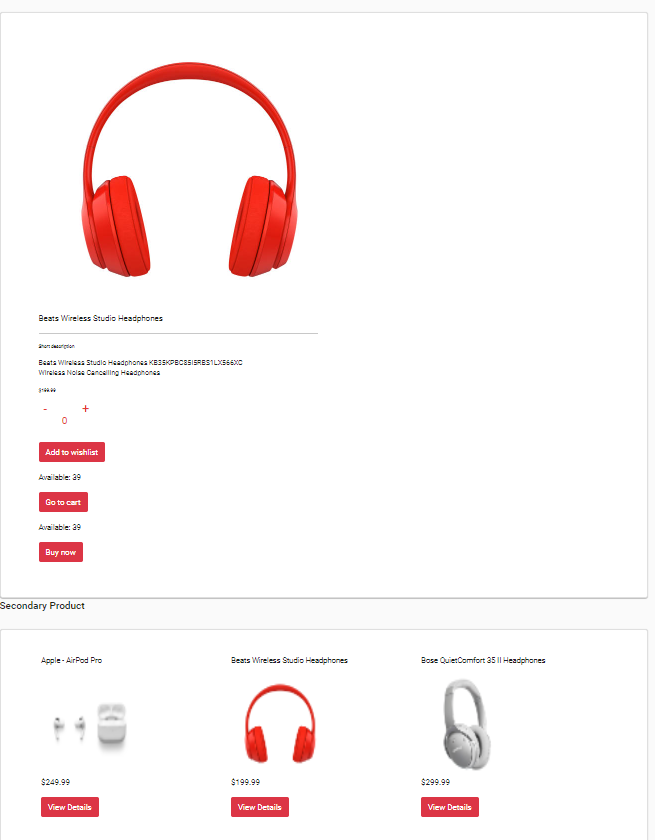 Beats Wireless Studio Headphones
Short description
Beats Wireless Studio Headphones
Wireless Noise Cancelling Headphones
$199.99
- +
0
Add to wishlist
Available: 39
Go to cart
Available: 39
Buy now
Secondary Product
Apple - AirPod Pro
Beats Wireless Studio Headphones
Bose QuietComfort 35 II Headphones
$249.99
$199.99
$299.99
View Details
View Details
View Details